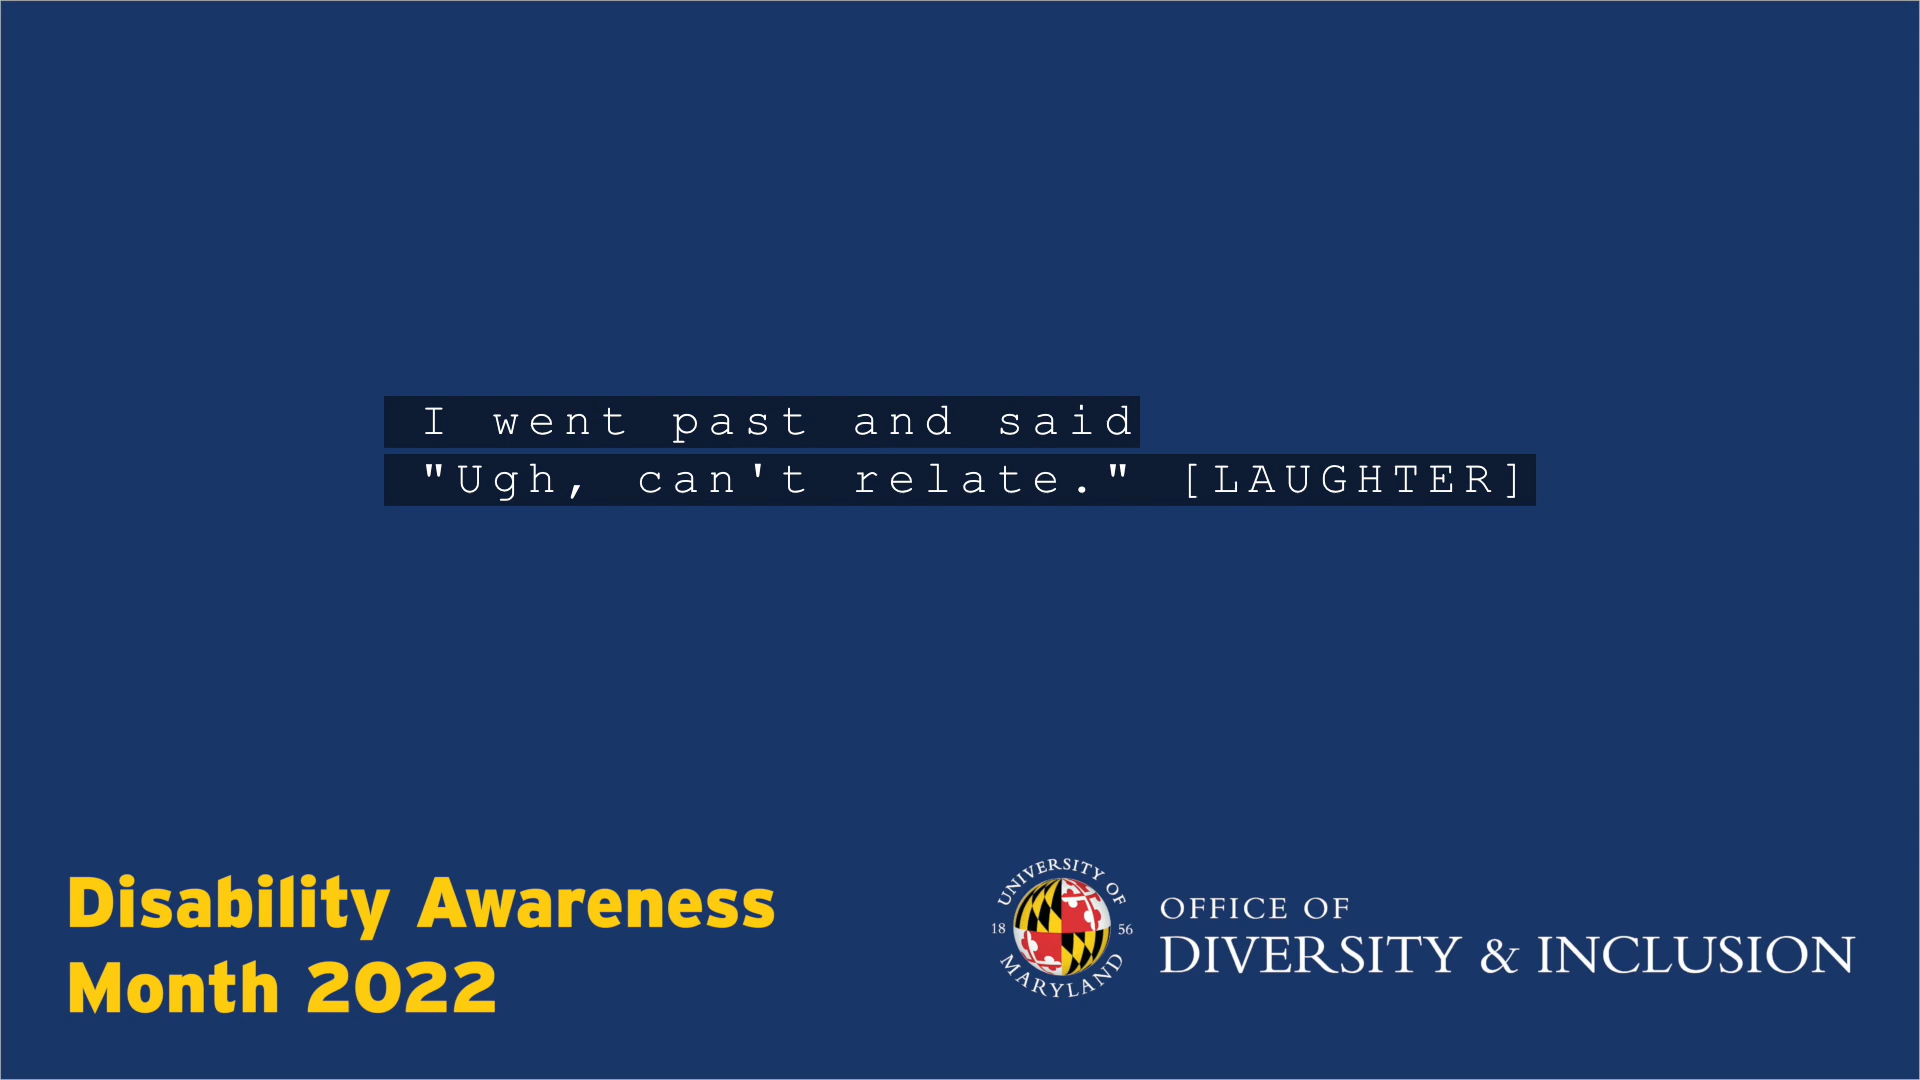 I went past and said
"Ugh, can't relate." [LAUGHTER]
Disability Awareness
Month 2022
UNIVERSITY OF
18 56
MARYLAND
OFFICE OF
DIVERSITY & INCLUSION